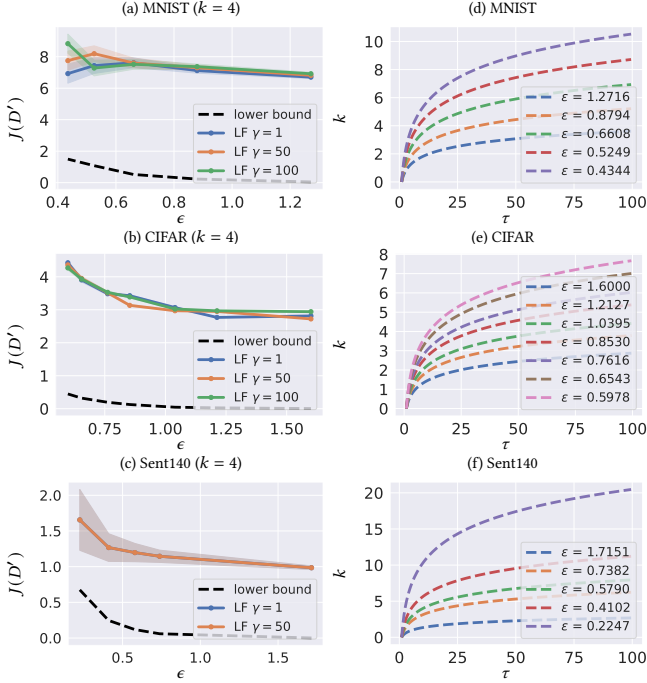 (a) MNIST (k = 4)
J(D′)
8
6
4
2
0
lower bound
LF γ = 1
LF γ = 50
LF γ = 100
0.4 0.6 0.8 1.0 1.2
ϵ
(d) MNIST
k
10
8
6
4
2
0
ε = 1.2716
ε = 0.8794
ε = 0.6608
ε = 0.5249
ε = 0.4344
0 25 50 75 100
τ
(b) CIFAR (k = 4)
J(D′)
4
3
2
1
0
lower bound
LF γ = 1
LF γ = 50
LF γ = 100
0.75 1.00 1.25 1.50
ϵ
(e) CIFAR
k
8
7
6
5
4
3
2
1
0
ε = 1.6000
ε = 1.2127
ε = 1.0395
ε = 0.8530
ε = 0.7616
ε = 0.6543
ε = 0.5978
0 25 50 75 100
τ
(c) Sent140 (k = 4)
J(D′)
2.0
1.5
1.0
0.5
0.0
lower bound
LF γ = 1
LF γ = 50
0.5 1.0 1.5
ϵ
(f) Sent140
k
20
15
10
5
0
ε = 1.7151
ε = 0.7382
ε = 0.5790
ε = 0.4102
ε = 0.2247
0 25 50 75 100
τ